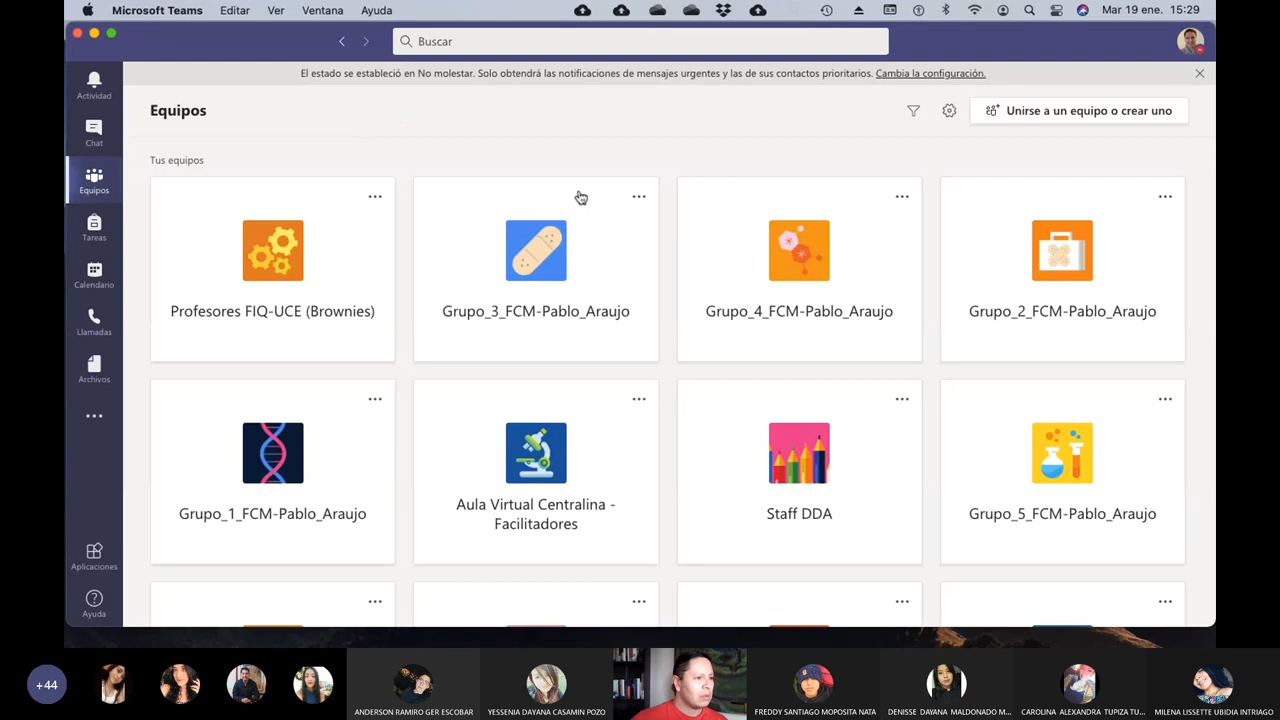 Microsoft Teams Editar Ver Ventana Ayuda Mar 19 ene. 15:29
Buscar
El estado se estableció en No molestar. Solo obtendrá las notificaciones de mensajes urgentes y las de sus contactos prioritarios. Cambia la configuración.
Actividad
Chat
Equipos
Tareas
Calendario
Llamadas
Archivos
Aplicaciones
Ayuda
Equipos
Unirse a un equipo o crear uno
Tus equipos
Profesores FIQ-UCE (Brownies)
Grupo_3_FCM-Pablo_Araujo
Grupo_4_FCM-Pablo_Araujo
Grupo_2_FCM-Pablo_Araujo
Grupo_1_FCM-Pablo_Araujo
Aula Virtual Centralina -
Facilitadores
Staff DDA
Grupo_5_FCM-Pablo_Araujo
+44
ANDERSON RAMIRO GER ESCOBAR
YESSENIA DAYANA CASAMIN POZO
FREDDY SANTIAGO MOPOSITA NATA
DENISSE DAYANA MALDONADO M...
CAROLINA ALEXANDRA TUPIZA TU...
MILENA LISSETTE UBIDIA INTRIAGO